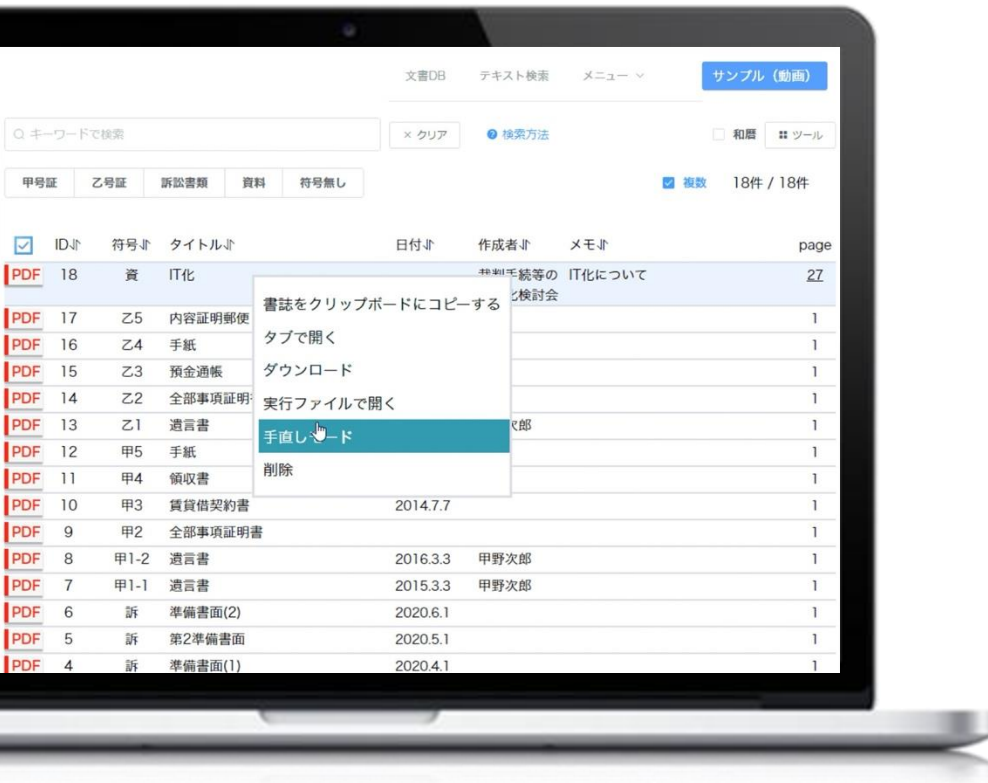 文書DB テキスト検索 メニュー サンプル（動画）
キーワードで検索 × クリア ? 検索方法 和暦 ツール
甲号証 乙号証 訴訟書類 資料 符号無し 複数 18件 / 18件
ID 符号 タイトル 日付 作成者 メモ page
PDF 18 資 IT化 裁判手続等の IT化について 27
化検討会
書誌をクリップボードにコピーする
タブで開く
ダウンロード
実行ファイルで開く
手直しモード
削除
PDF 17 乙5 内容証明郵便 1
PDF 16 乙4 手紙 1
PDF 15 乙3 預金通帳 1
PDF 14 乙2 全部事項証明 1
PDF 13 乙1 遺言書 郎 1
PDF 12 甲5 手紙 1
PDF 11 甲4 領収書 1
PDF 10 甲3 賃貸借契約書 2014.7.7 1
PDF 9 甲2 全部事項証明書 1
PDF 8 甲1-2 遺言書 2016.3.3 甲野次郎 1
PDF 7 甲1-1 遺言書 2015.3.3 甲野次郎 1
PDF 6 訴 準備書面(2) 2020.6.1 1
PDF 5 訴 第2準備書面 2020.5.1 1
PDF 4 訴 準備書面(1) 2020.4.1 1